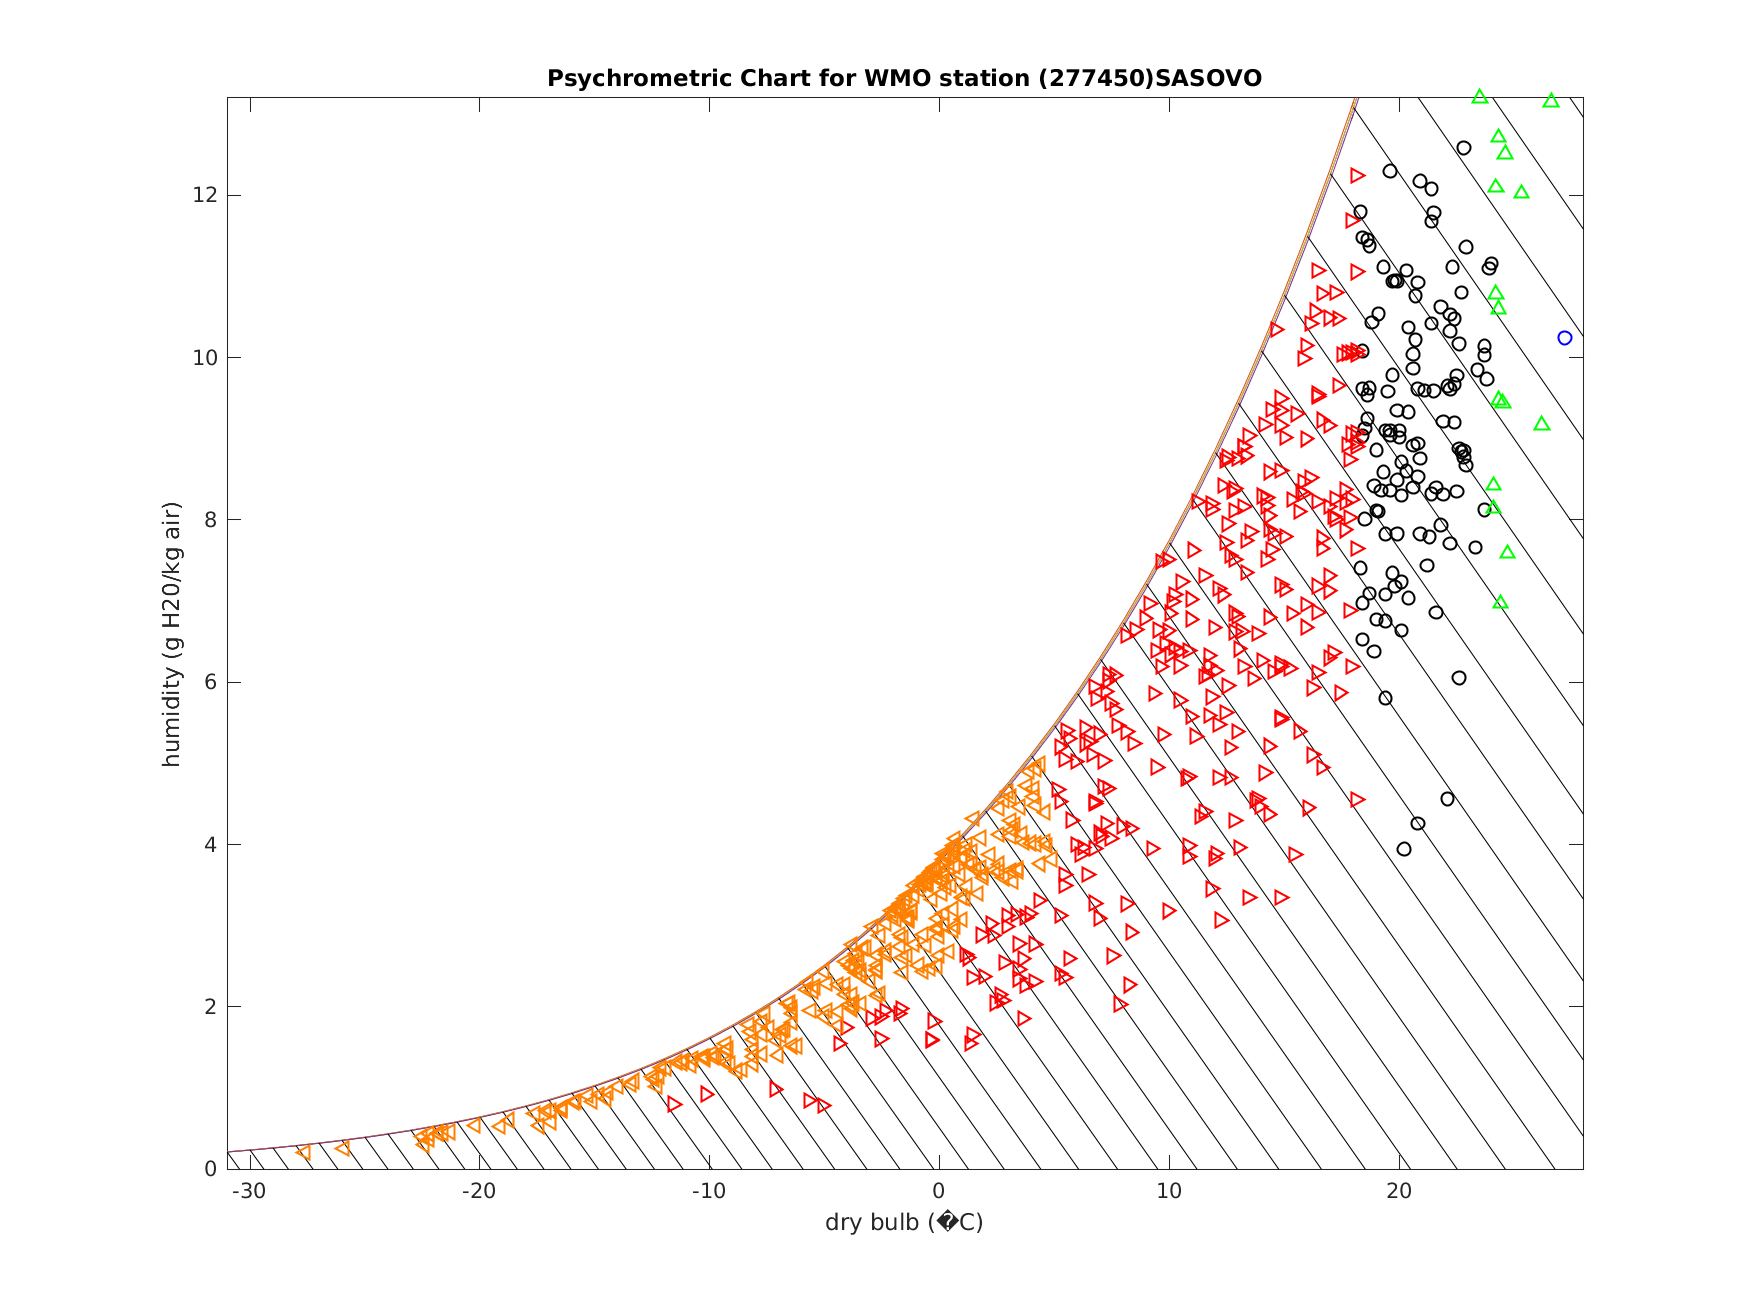 Psychrometric Chart for WMO station (277450)SASOVO
humidity (g H20/kg air)
12
10
8
6
4
2
0
-30 -20 -10 0 10 20
dry bulb (�C)